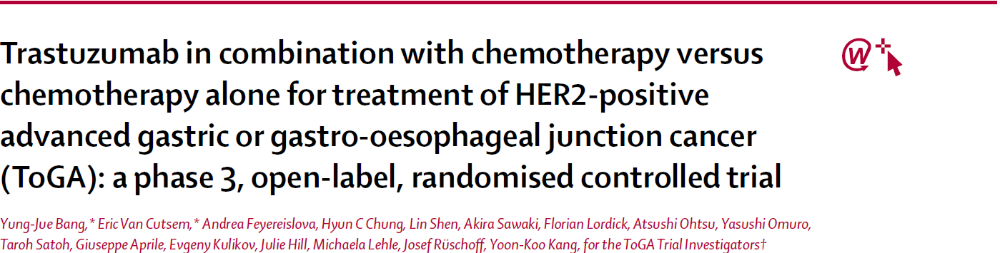 Trastuzumab in combination with chemotherapy versus
chemotherapy alone for treatment of HER2-positive
advanced gastric or gastro-oesophageal junction cancer
(ToGA): a phase 3, open-label, randomised controlled trial
W
Yung-Jue Bang,* Eric Van Cutsem,* Andrea Feyereislova, Hyun C Chung, Lin Shen, Akira Sawaki, Florian Lordick, Atsushi Ohtsu, Yasushi Omuro,
Taroh Satoh, Giuseppe Aprile, Evgeny Kulikov, Julie Hill, Michaela Lehle, Josef Rüschoff, Yoon-Koo Kang, for the ToGA Trial Investigators†